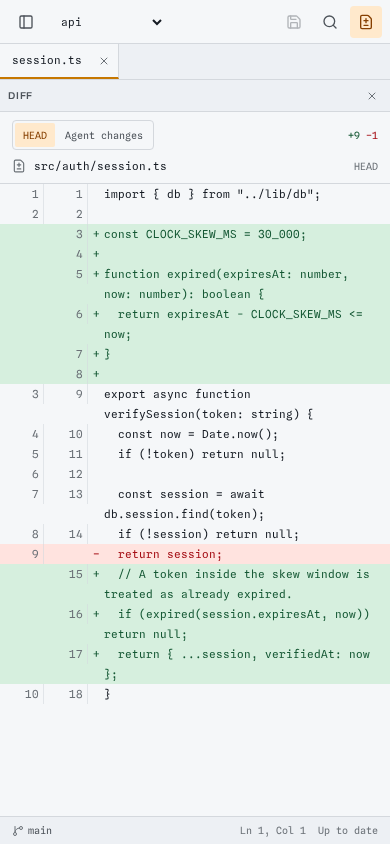 api
session.ts
DIFF
HEAD Agent changes +9 −1
src/auth/session.ts HEAD
1 1 import { db } from "../lib/db";
2 2
3 + const CLOCK_SKEW_MS = 30_000;
4 +
5 + function expired(expiresAt: number,
now: number): boolean {
6 +   return expiresAt - CLOCK_SKEW_MS <=
now;
7 + }
8 +
3 9 export async function
verifySession(token: string) {
4 10   const now = Date.now();
5 11   if (!token) return null;
6 12
7 13   const session = await
db.session.find(token);
8 14   if (!session) return null;
9 −   return session;
15 +   // A token inside the skew window is
treated as already expired.
16 +   if (expired(session.expiresAt, now))
return null;
17 +   return { ...session, verifiedAt: now
};
10 18 }
main Ln 1, Col 1 Up to date